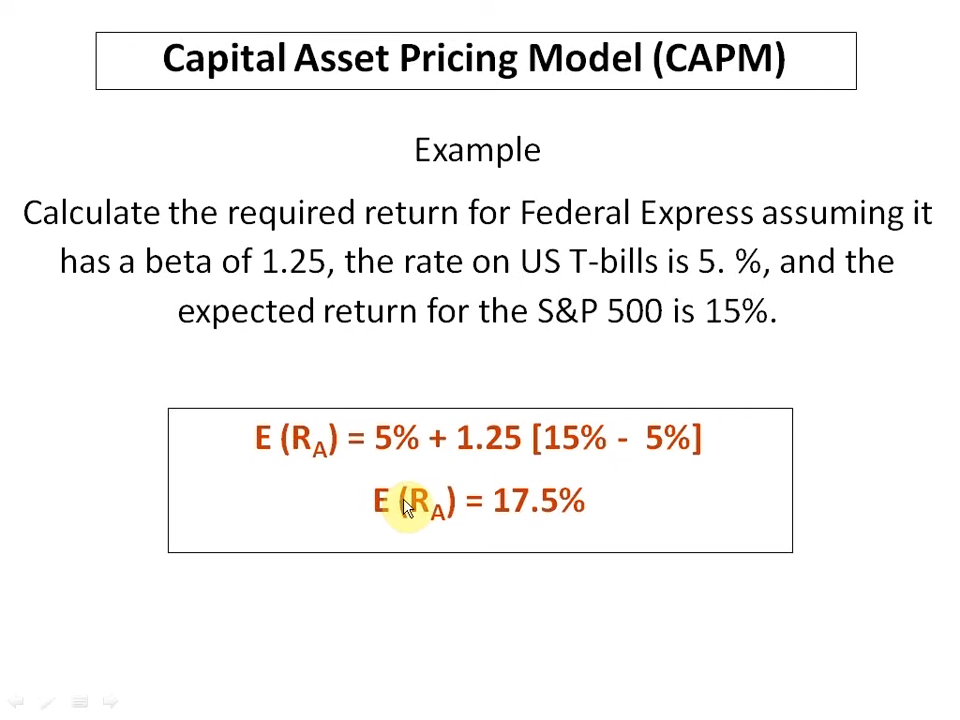 Capital Asset Pricing Model (CAPM)
Example
Calculate the required return for Federal Express assuming it
has a beta of 1.25, the rate on US T-bills is 5. %, and the
expected return for the S&P 500 is 15%.
E (RA) = 5% + 1.25 [15% - 5%]
E (RA) = 17.5%